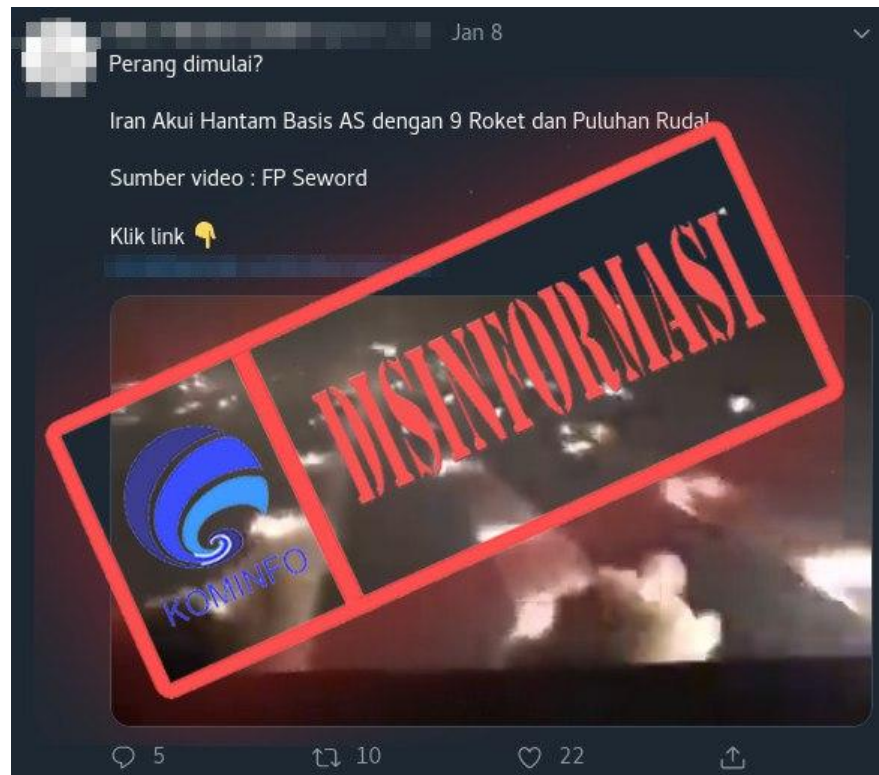 Jan 8
Perang dimulai?
Iran Akui Hantam Basis AS dengan 9 Roket dan Puluhan Rudal
Sumber video : FP Seword
Klik link 👇
DISINFORMASI
KOMINFO
5 10 22